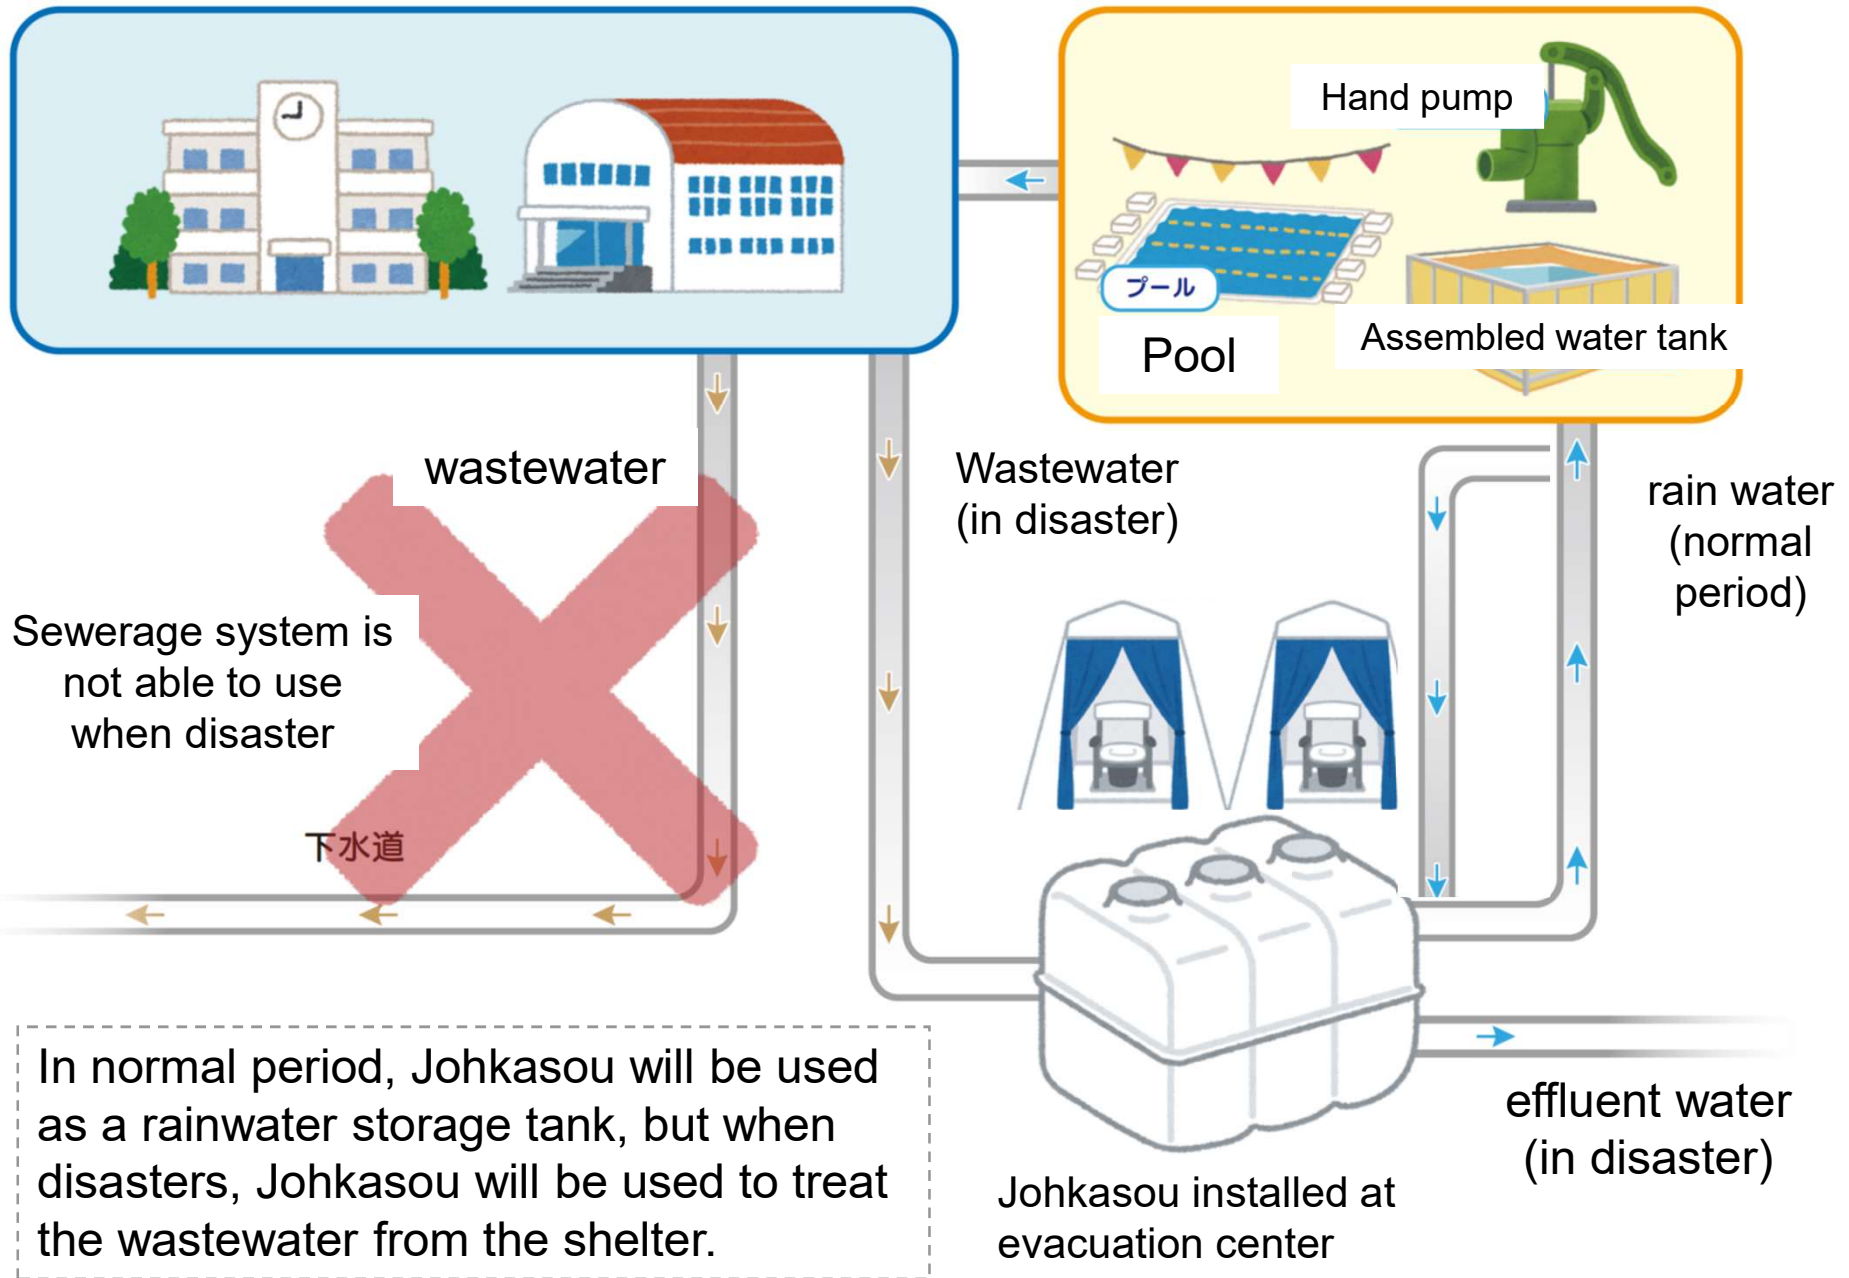 Hand pump
プール
Pool
Assembled water tank
wastewater
Wastewater
(in disaster)
rain water
(normal
period)
Sewerage system is
not able to use
when disaster
下水道
In normal period, Johkasou will be used
as a rainwater storage tank, but when
disasters, Johkasou will be used to treat
the wastewater from the shelter.
effluent water
(in disaster)
Johkasou installed at
evacuation center